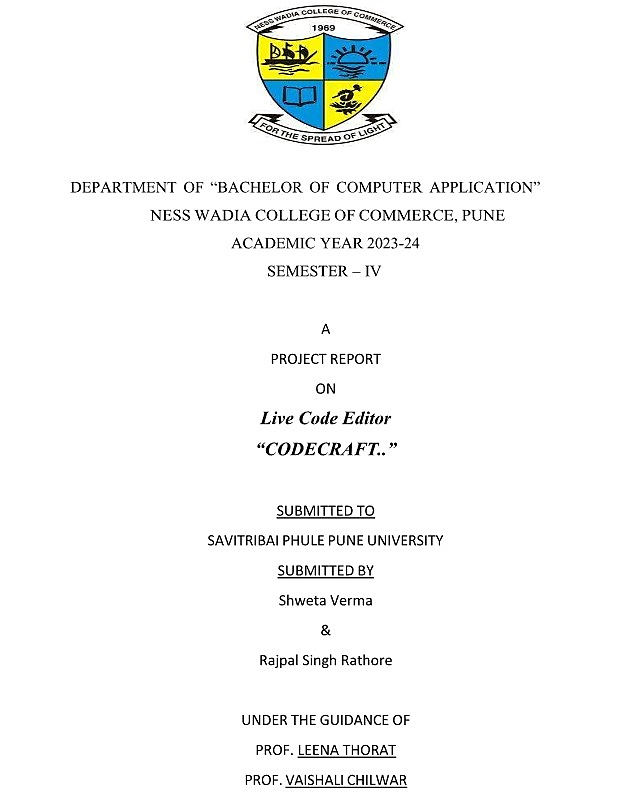 NESS WADIA COLLEGE OF COMMERCE
1969
FOR THE SPREAD OF LIGHT
DEPARTMENT OF “BACHELOR OF COMPUTER APPLICATION”
NESS WADIA COLLEGE OF COMMERCE, PUNE
ACADEMIC YEAR 2023-24
SEMESTER – IV
A
PROJECT REPORT
ON
Live Code Editor
“CODECRAFT..”
SUBMITTED TO
SAVITRIBAI PHULE PUNE UNIVERSITY
SUBMITTED BY
Shweta Verma
&
Rajpal Singh Rathore
UNDER THE GUIDANCE OF
PROF. LEENA THORAT
PROF. VAISHALI CHILWAR